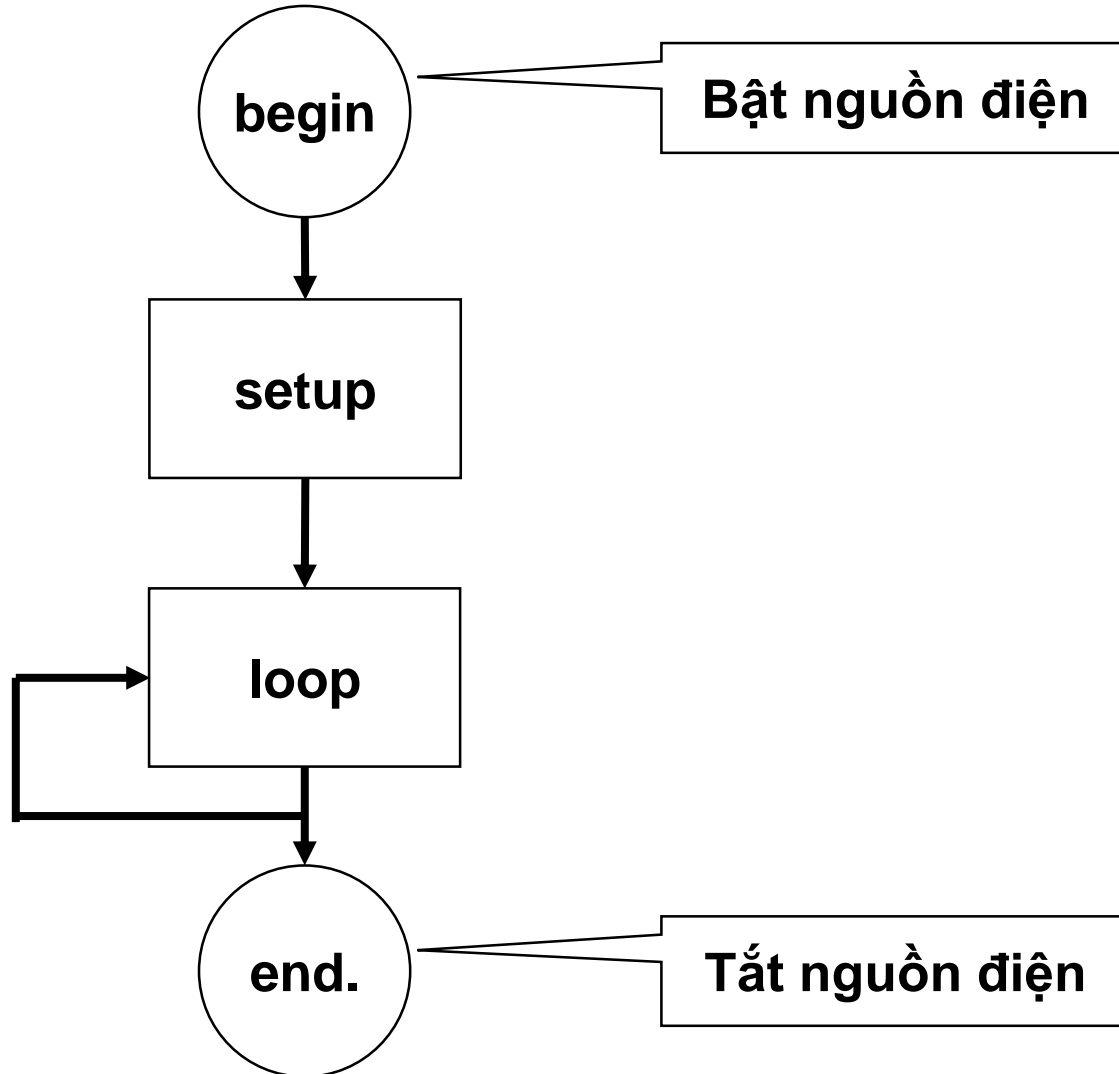 begin
Bật nguồn điện
setup
loop
end.
Tắt nguồn điện